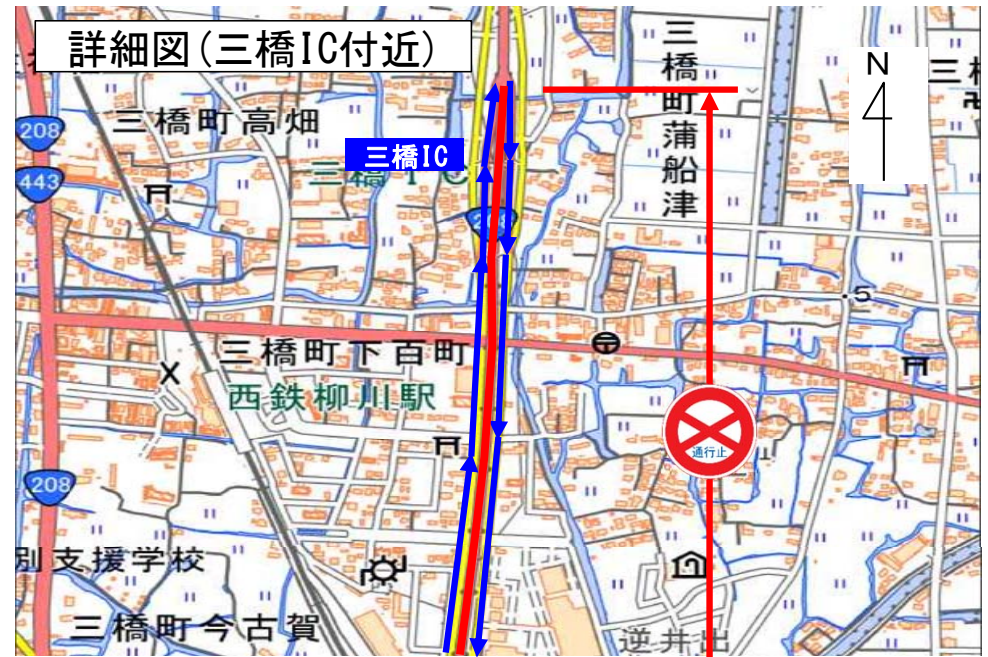 詳細図(三橋IC付近)
N
三橋町蒲船津
208
三橋町高畑
三橋IC
443
5
三橋町下百町
西鉄柳川駅
通行止
208
別支援学校
三橋町今古賀
逆井出